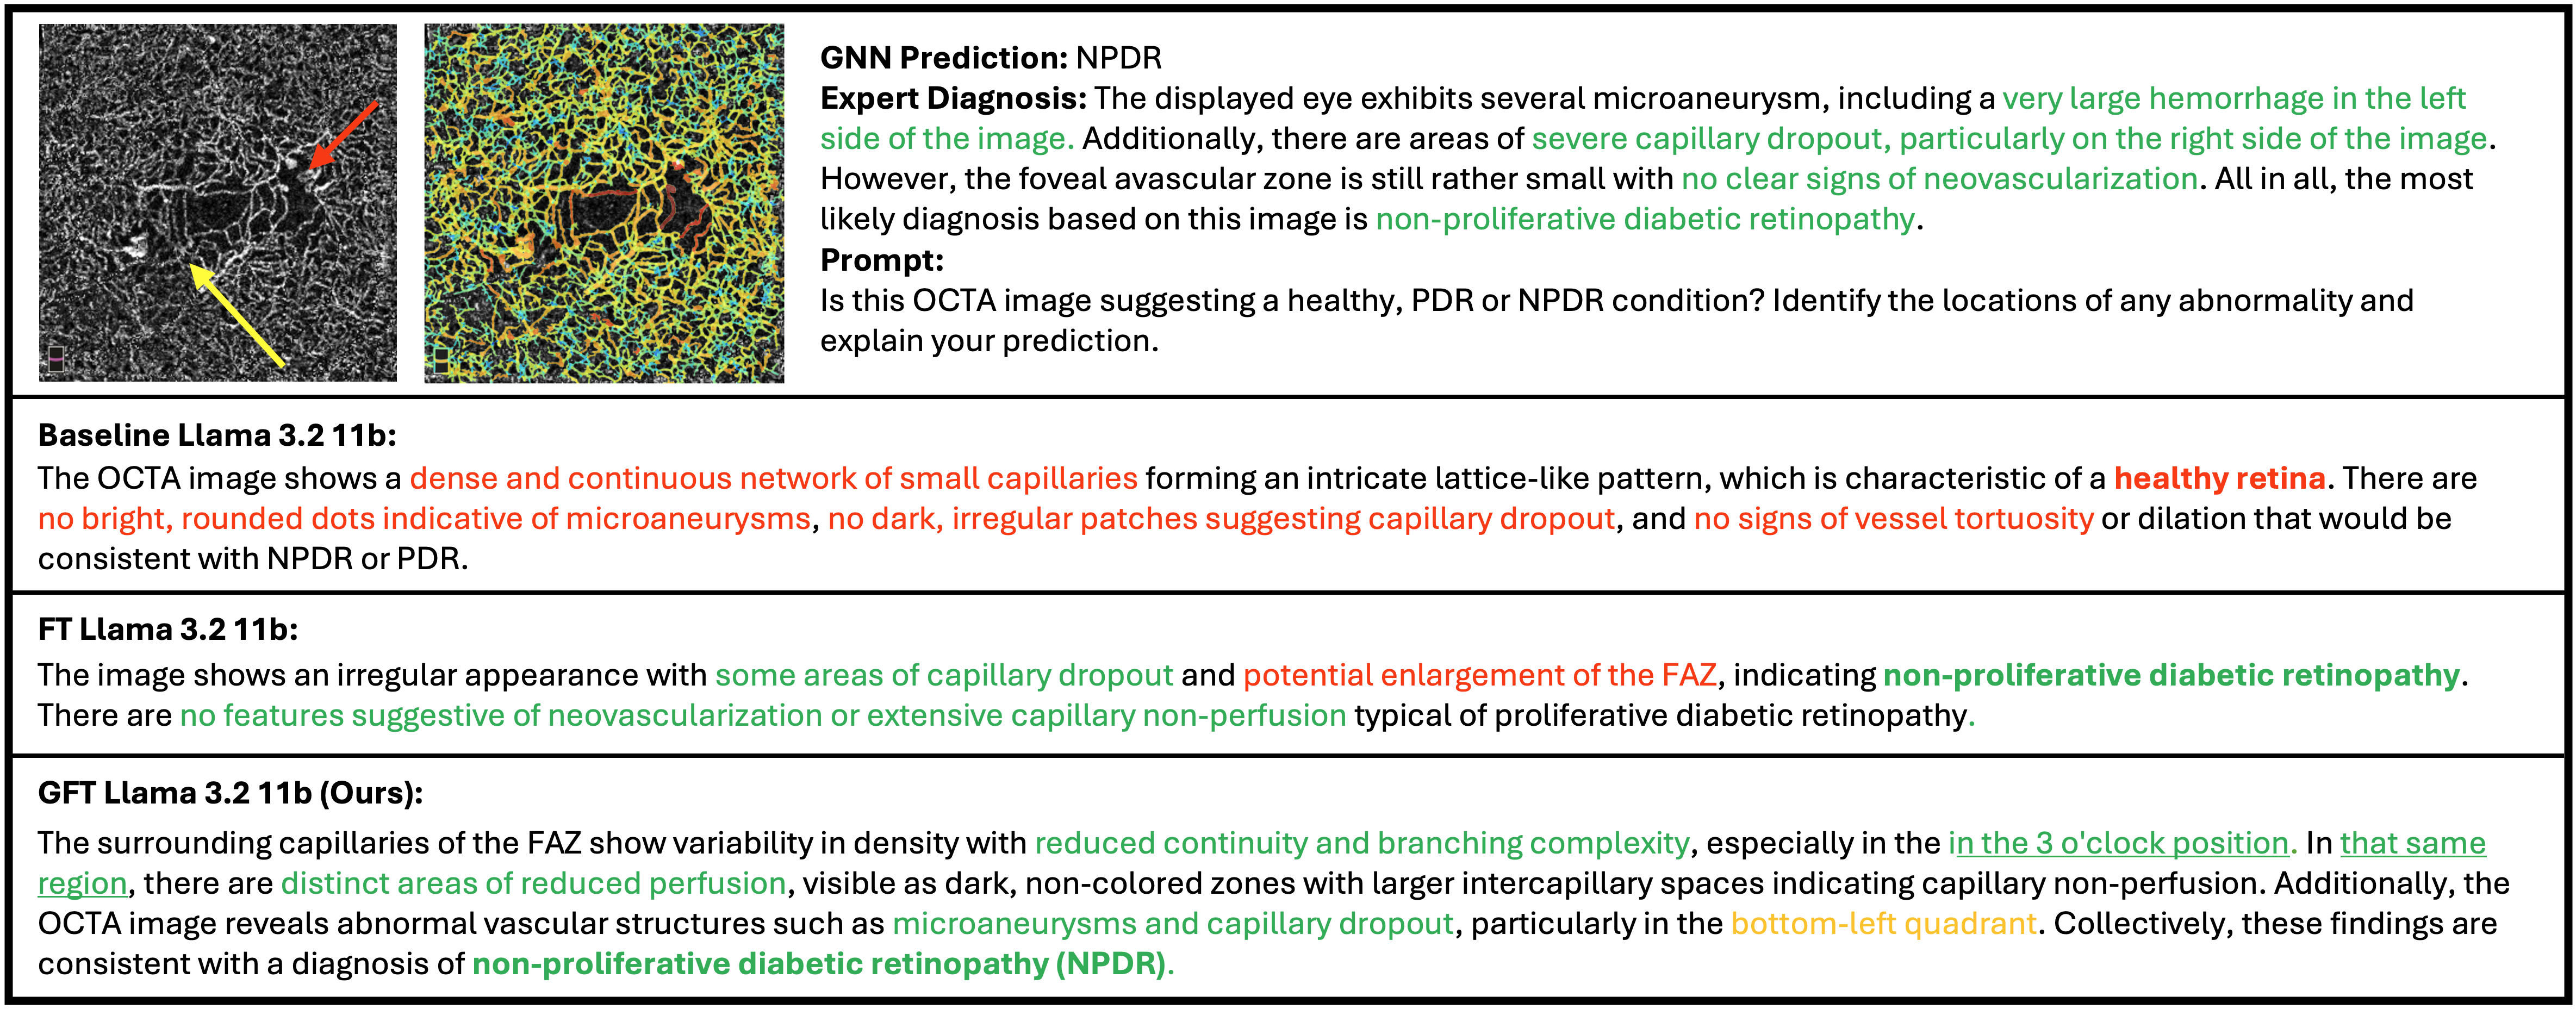 GNN Prediction: NPDR
Expert Diagnosis: The displayed eye exhibits several microaneurysm, including a very large hemorrhage in the left
side of the image. Additionally, there are areas of severe capillary dropout, particularly on the right side of the image.
However, the foveal avascular zone is still rather small with no clear signs of neovascularization. All in all, the most
likely diagnosis based on this image is non-proliferative diabetic retinopathy.
Prompt:
Is this OCTA image suggesting a healthy, PDR or NPDR condition? Identify the locations of any abnormality and
explain your prediction.
Baseline Llama 3.2 11b:
The OCTA image shows a dense and continuous network of small capillaries forming an intricate lattice-like pattern, which is characteristic of a healthy retina. There are
no bright, rounded dots indicative of microaneurysms, no dark, irregular patches suggesting capillary dropout, and no signs of vessel tortuosity or dilation that would be
consistent with NPDR or PDR.
FT Llama 3.2 11b:
The image shows an irregular appearance with some areas of capillary dropout and potential enlargement of the FAZ, indicating non-proliferative diabetic retinopathy.
There are no features suggestive of neovascularization or extensive capillary non-perfusion typical of proliferative diabetic retinopathy.
GFT Llama 3.2 11b (Ours):
The surrounding capillaries of the FAZ show variability in density with reduced continuity and branching complexity, especially in the in the 3 o'clock position. In that same
region, there are distinct areas of reduced perfusion, visible as dark, non-colored zones with larger intercapillary spaces indicating capillary non-perfusion. Additionally, the
OCTA image reveals abnormal vascular structures such as microaneurysms and capillary dropout, particularly in the bottom-left quadrant. Collectively, these findings are
consistent with a diagnosis of non-proliferative diabetic retinopathy (NPDR).